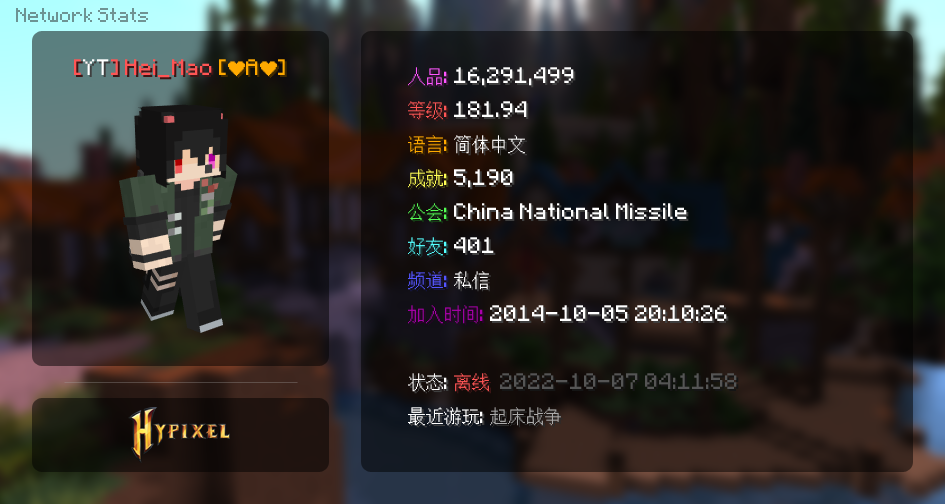 Network Stats
[YT] Hei_Mao [❤A❤]
HYPIXEL
人品: 16,291,499
等级: 181.94
语言: 简体中文
成就: 5,190
公会: China National Missile
好友: 401
频道: 私信
加入时间: 2014-10-05 20:10:26
状态: 离线 2022-10-07 04:11:58
最近游玩: 起床战争